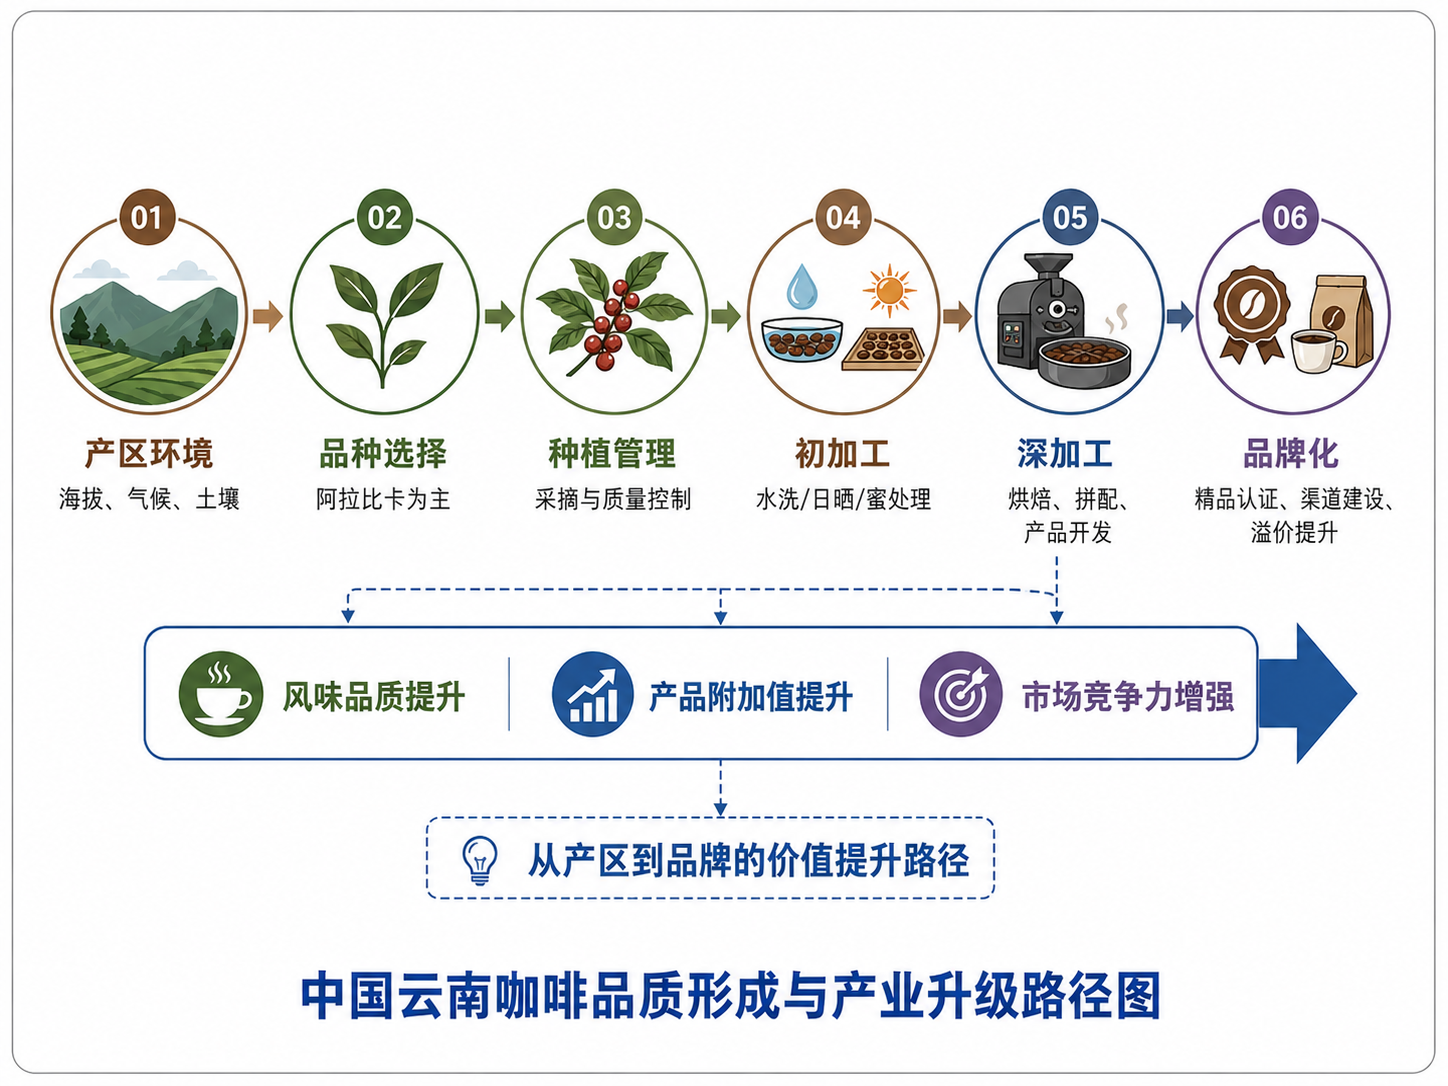 01
02
03
04
05
06
产区环境
海拔、气候、土壤
品种选择
阿拉比卡为主
种植管理
采摘与质量控制
初加工
水洗/日晒/蜜处理
深加工
烘焙、拼配、
产品开发
品牌化
精品认证、渠道建设、
溢价提升
风味品质提升
产品附加值提升
市场竞争力增强
从产区到品牌的价值提升路径
中国云南咖啡品质形成与产业升级路径图